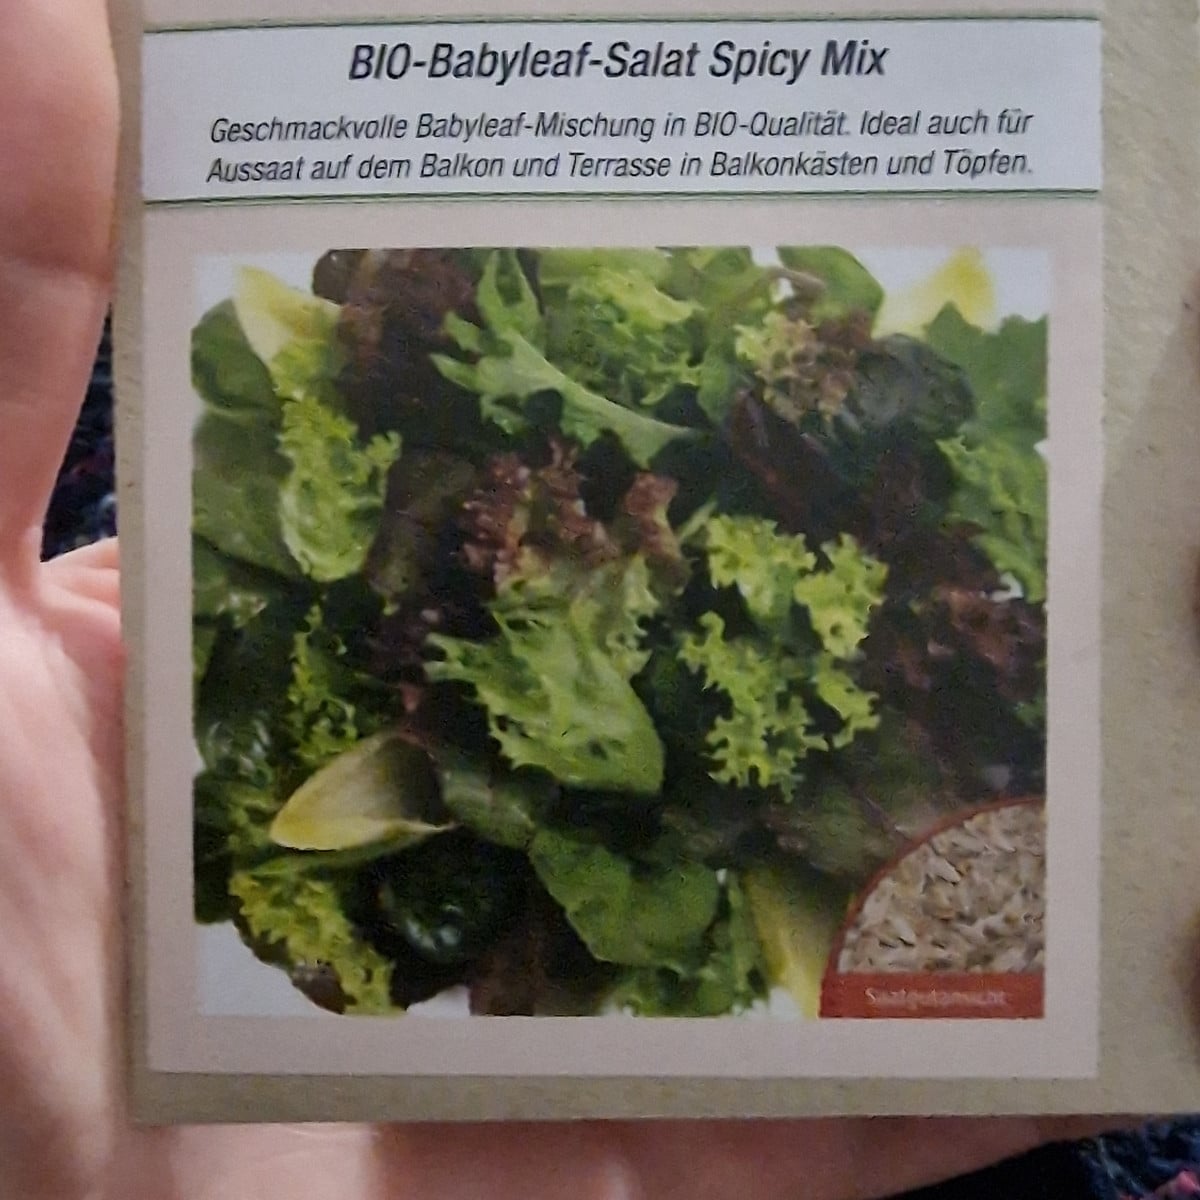 BIO-Babyleaf-Salat Spicy Mix
Geschmackvolle Babyleaf-Mischung in BIO-Qualität. Ideal auch für
Aussaat auf dem Balkon und Terrasse in Balkonkästen und Töpfen.
Saatgutansicht